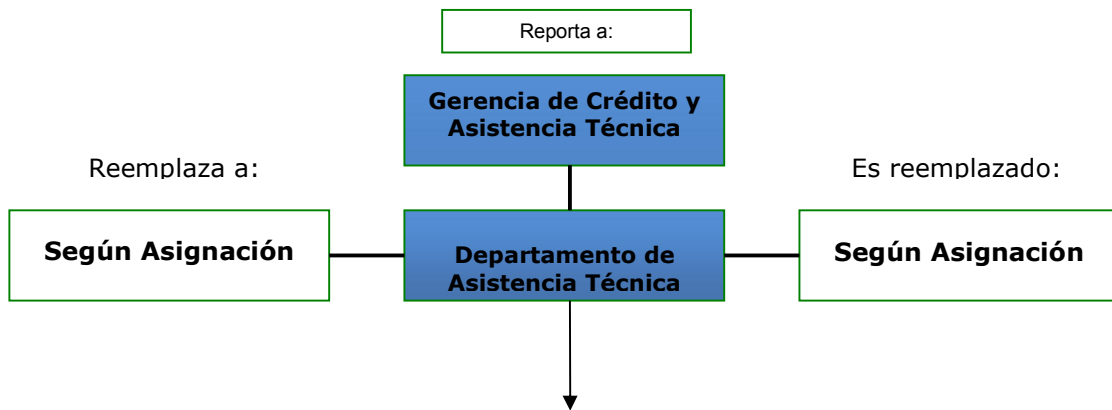 Reporta a:
Gerencia de Crédito y
Asistencia Técnica
Reemplaza a:
Es reemplazado:
Según Asignación
Departamento de
Asistencia Técnica
Según Asignación